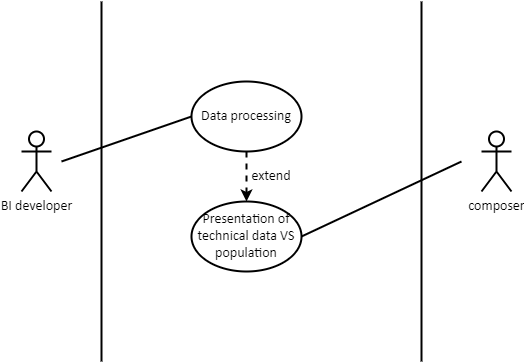 Data processing
extend
BI developer
composer
Presentation of
technical data VS
population